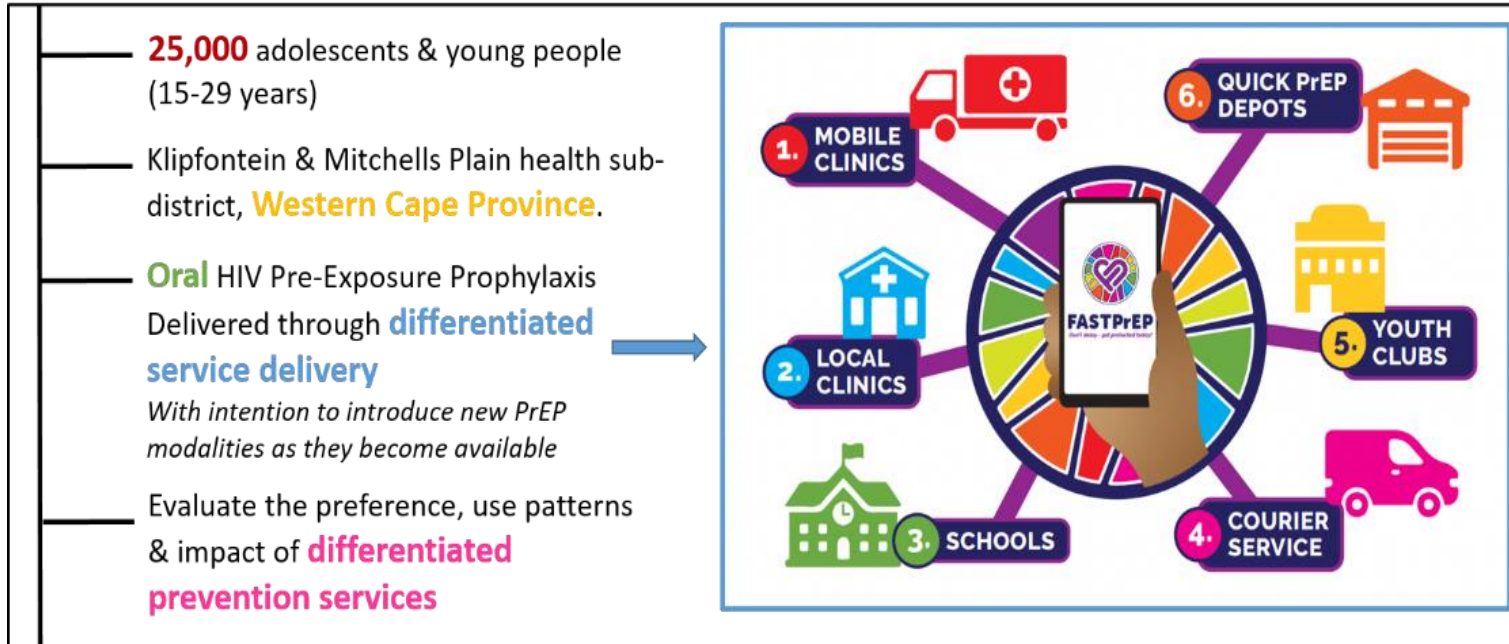 25,000 adolescents & young people
(15-29 years)
Klipfontein & Mitchells Plain health sub-
district, Western Cape Province.
Oral HIV Pre-Exposure Prophylaxis
Delivered through differentiated
service delivery
With intention to introduce new PrEP
modalities as they become available
Evaluate the preference, use patterns
& impact of differentiated
prevention services
1. MOBILE
CLINICS
2. LOCAL
CLINICS
3. SCHOOLS
4. COURIER
SERVICE
5. YOUTH
CLUBS
6. QUICK PrEP
DEPOTS
FASTPrEP